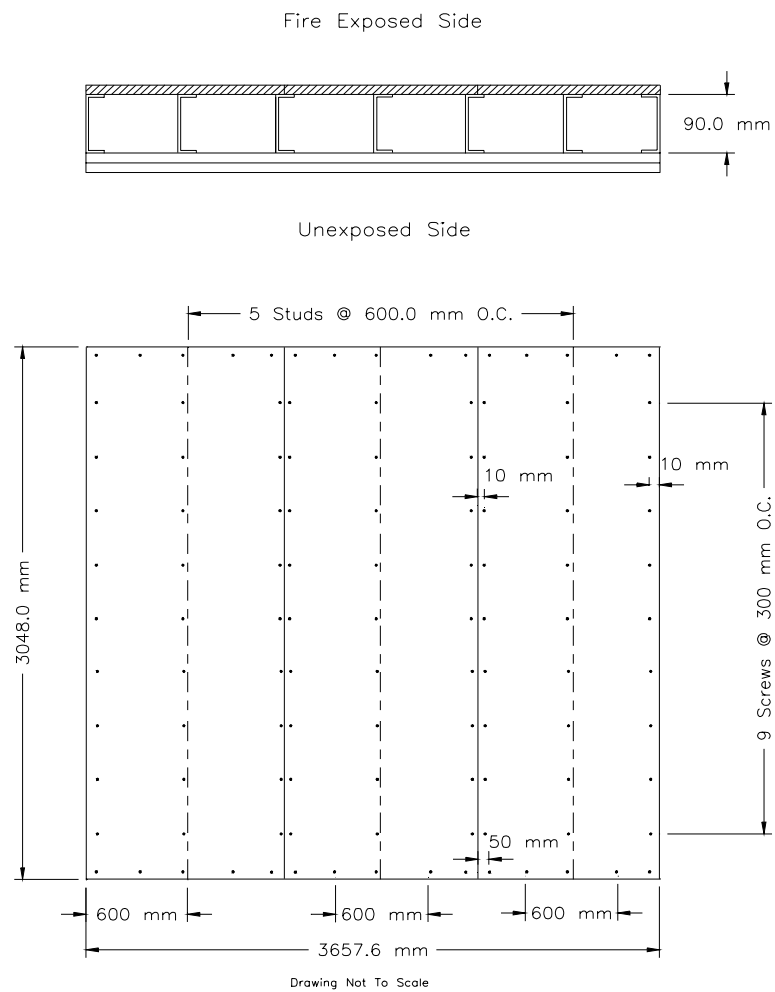 Fire Exposed Side
90.0 mm
Unexposed Side
5 Studs @ 600.0 mm O.C.
10 mm
10 mm
3048.0 mm
9 Screws @ 300 mm O.C.
50 mm
600 mm
600 mm
600 mm
3657.6 mm
Drawing Not To Scale